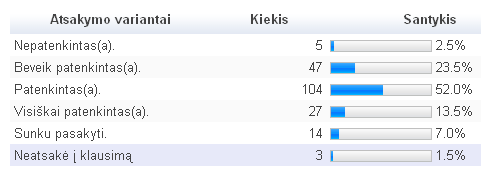 Atsakymo variantai Kiekis Santykis
Nepatenkintas(a). 5 2.5%
Beveik patenkintas(a). 47 23.5%
Patenkintas(a). 104 52.0%
Visiškai patenkintas(a). 27 13.5%
Sunku pasakyti. 14 7.0%
Neatsakė į klausimą 3 1.5%